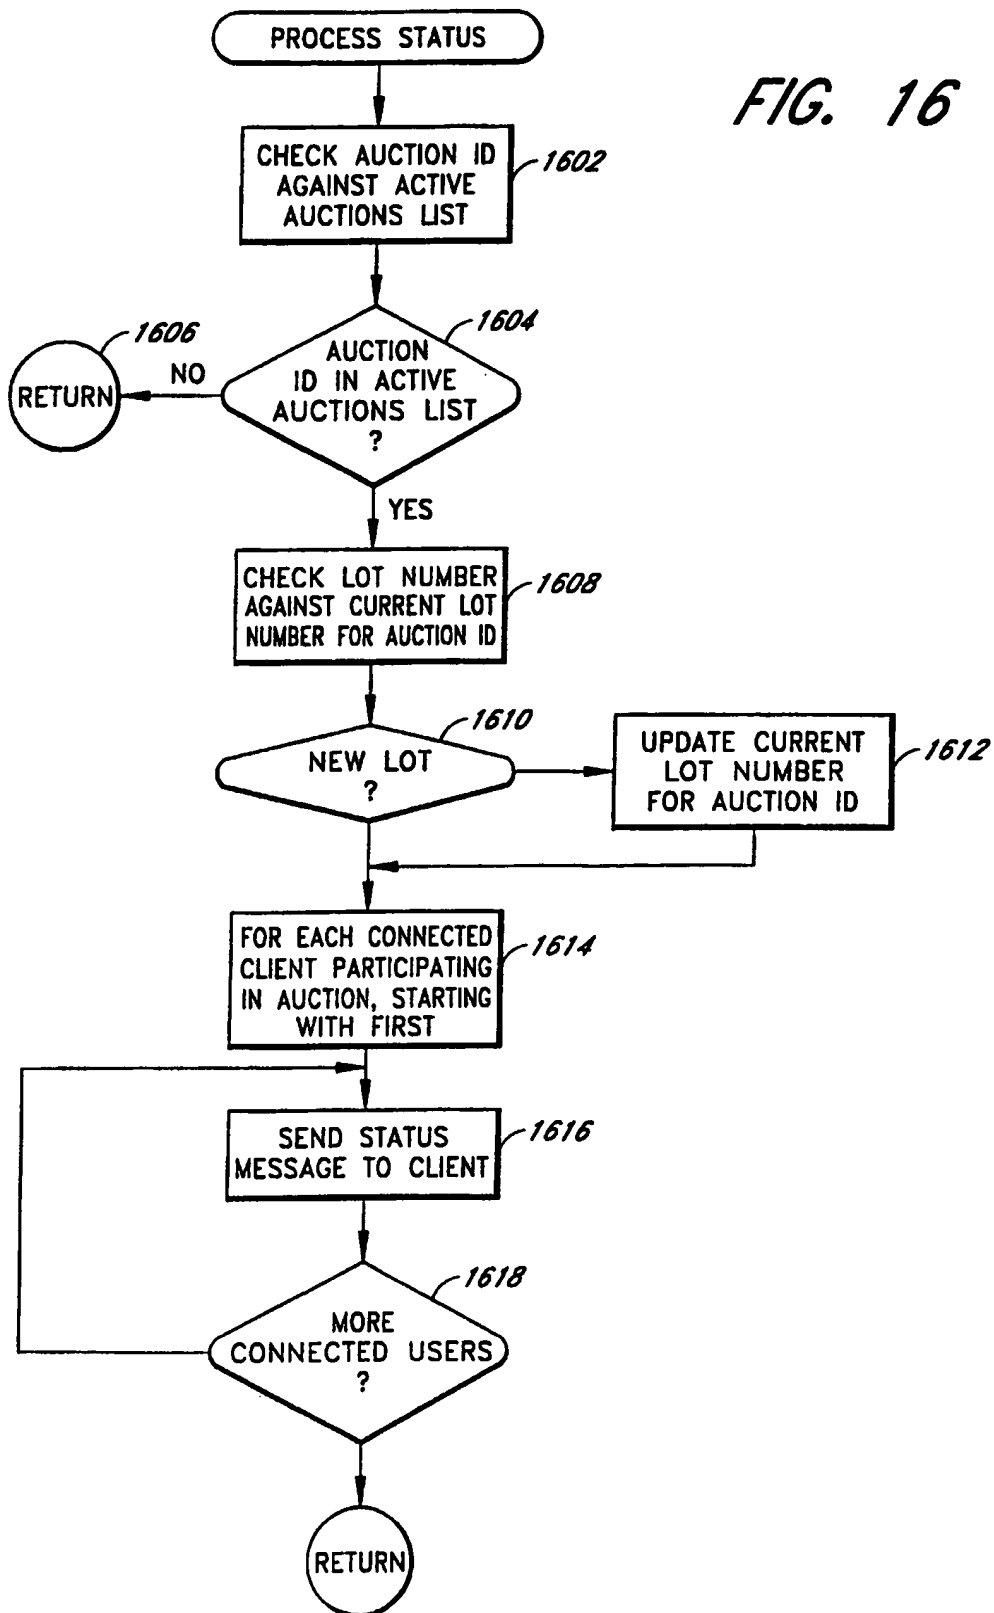 PROCESS STATUS
FIG. 16
CHECK AUCTION ID
AGAINST ACTIVE
AUCTIONS LIST
1602
1604
AUCTION
ID IN ACTIVE
AUCTIONS LIST
?
1606
RETURN
NO
YES
CHECK LOT NUMBER
AGAINST CURRENT LOT
NUMBER FOR AUCTION ID
1608
1610
NEW LOT
?
UPDATE CURRENT
LOT NUMBER
FOR AUCTION ID
1612
FOR EACH CONNECTED
CLIENT PARTICIPATING
IN AUCTION, STARTING
WITH FIRST
1614
SEND STATUS
MESSAGE TO CLIENT
1616
1618
MORE
CONNECTED USERS
?
RETURN